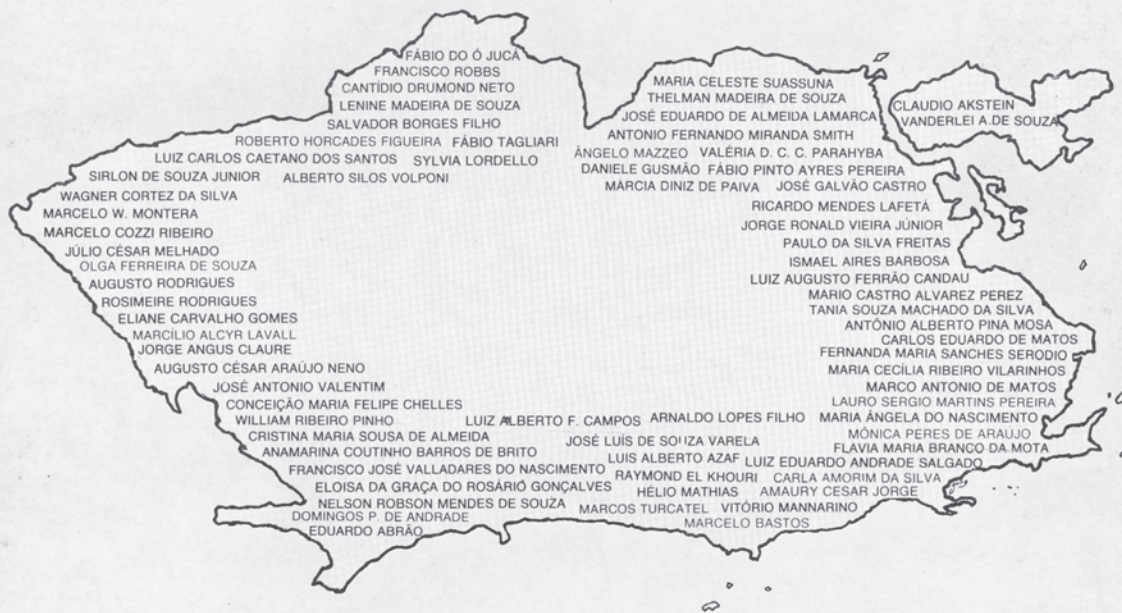 FÁBIO DO Ó JUCÁ
FRANCISCO ROBBS
CANTÍDIO DRUMOND NETO
LENINE MADEIRA DE SOUZA
SALVADOR BORGES FILHO
ROBERTO HORCADES FIGUEIRA FÁBIO TAGLIARI
LUIZ CARLOS CAETANO DOS SANTOS SYLVIA LORDELLO
SIRLON DE SOUZA JUNIOR ALBERTO SILOS VOLPONI
WAGNER CORTEZ DA SILVA
MARCELO W. MONTERA
MARCELO COZZI RIBEIRO
JÚLIO CÉSAR MELHADO
OLGA FERREIRA DE SOUZA
AUGUSTO RODRIGUES
ROSIMEIRE RODRIGUES
ELIANE CARVALHO GOMES
MARCÍLIO ALCYR LAVALL
JORGE ANGUS CLAURE
AUGUSTO CÉSAR ARAÚJO NENO
JOSÉ ANTONIO VALENTIM
CONCEIÇÃO MARIA FELIPE CHELLES
WILLIAM RIBEIRO PINHO
CRISTINA MARIA SOUSA DE ALMEIDA
ANAMARINA COUTINHO BARROS DE BRITO
FRANCISCO JOSÉ VALLADARES DO NASCIMENTO
ELOISA DA GRAÇA DO ROSÁRIO GONÇALVES
NELSON ROBSON MENDES DE SOUZA
DOMINGOS P. DE ANDRADE
EDUARDO ABRÃO
LUIZ ALBERTO F. CAMPOS
ARNALDO LOPES FILHO
JOSÉ LUÍS DE SOUZA VARELA
LUIS ALBERTO AZAF
RAYMOND EL KHOURI
HÉLIO MATHIAS
MARCOS TURCATEL
MARIA CELESTE SUASSUNA
THELMAN MADEIRA DE SOUZA
JOSÉ EDUARDO DE ALMEIDA LAMARCA
ANTONIO FERNANDO MIRANDA SMITH
ÂNGELO MAZZEO VALÉRIA D. C. C. PARAHYBA
DANIELE GUSMÃO FÁBIO PINTO AYRES PEREIRA
MÁRCIA DINIZ DE PAIVA JOSÉ GALVÃO CASTRO
RICARDO MENDES LAFETÁ
JORGE RONALD VIEIRA JÚNIOR
PAULO DA SILVA FREITAS
ISMAEL AIRES BARBOSA
LUIZ AUGUSTO FERRÃO CANDAU
MARIO CASTRO ALVAREZ PEREZ
TANIA SOUZA MACHADO DA SILVA
ANTÔNIO ALBERTO PINA MOSA
CARLOS EDUARDO DE MATOS
FERNANDA MARIA SANCHES SERODIO
MARIA CECÍLIA RIBEIRO VILARINHOS
MARCO ANTONIO DE MATOS
LAURO SERGIO MARTINS PEREIRA
MARIA ÂNGELA DO NASCIMENTO
MÔNICA PERES DE ARAÚJO
FLAVIA MARIA BRANCO DA MOTA
LUIZ EDUARDO ANDRADE SALGADO
CARLA AMORIM DA SILVA
AMAURY CESAR JORGE
VITÓRIO MANNARINO
MARCELO BASTOS
CLAUDIO AKSTEIN
VANDERLEI A.DE SOUZA